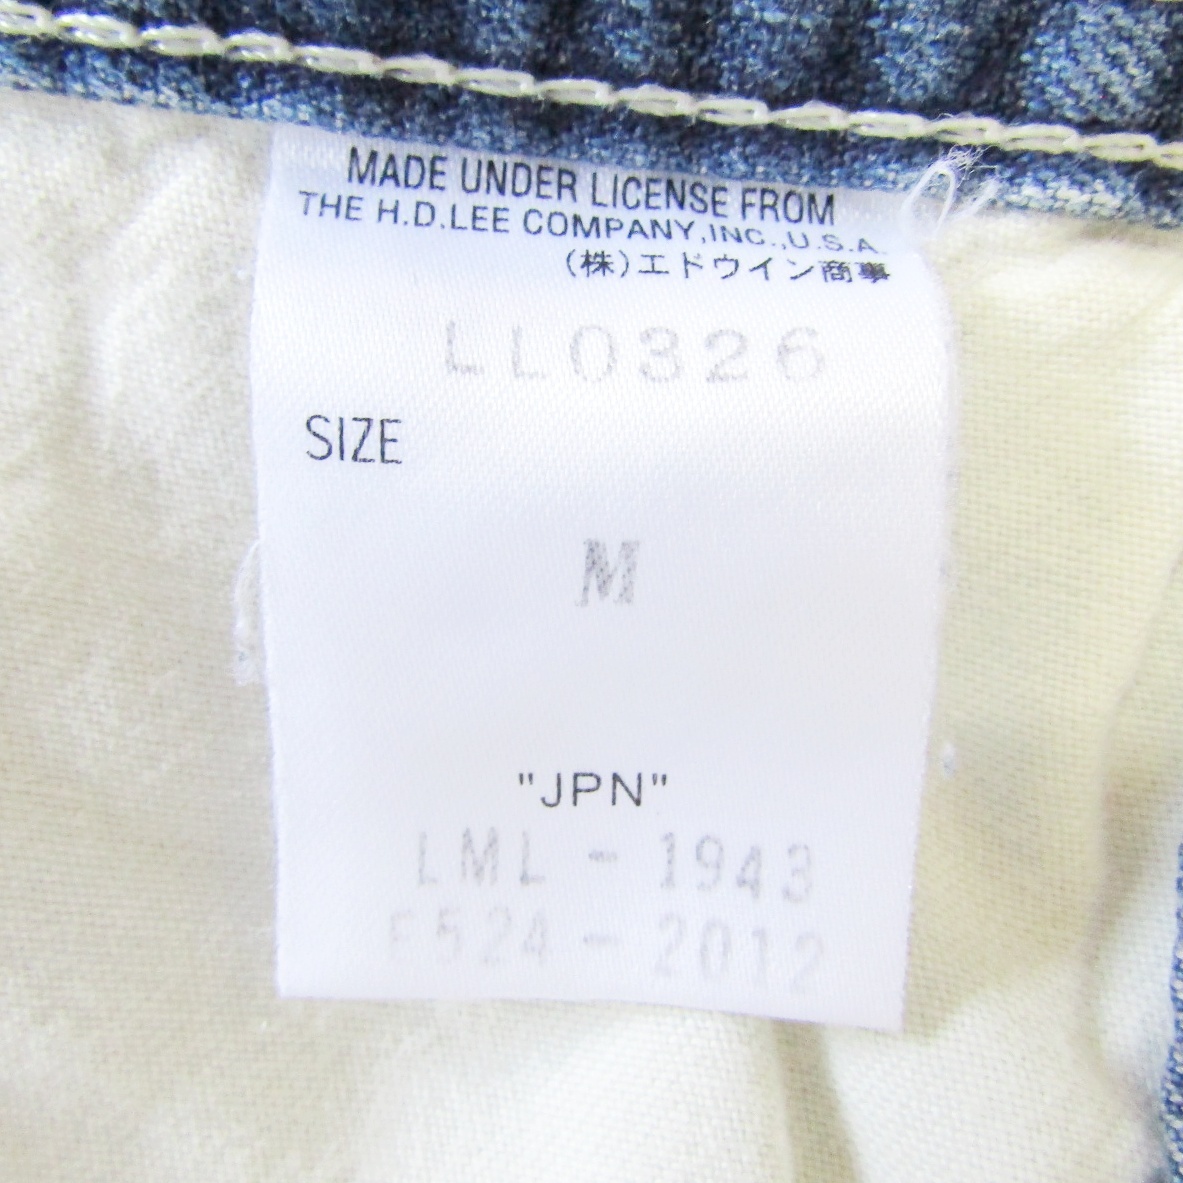 MADE UNDER LICENSE FROM
THE H.D.LEE COMPANY,INC.,U.S.A.
(株)エドウイン商事
LL0326
SIZE
M
"JPN"
LML - 1943
E524 - 2012